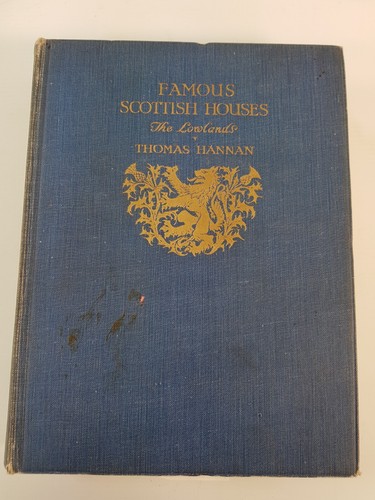 FAMOUS
SCOTTISH HOUSES
The Lowlands
THOMAS HANNAN